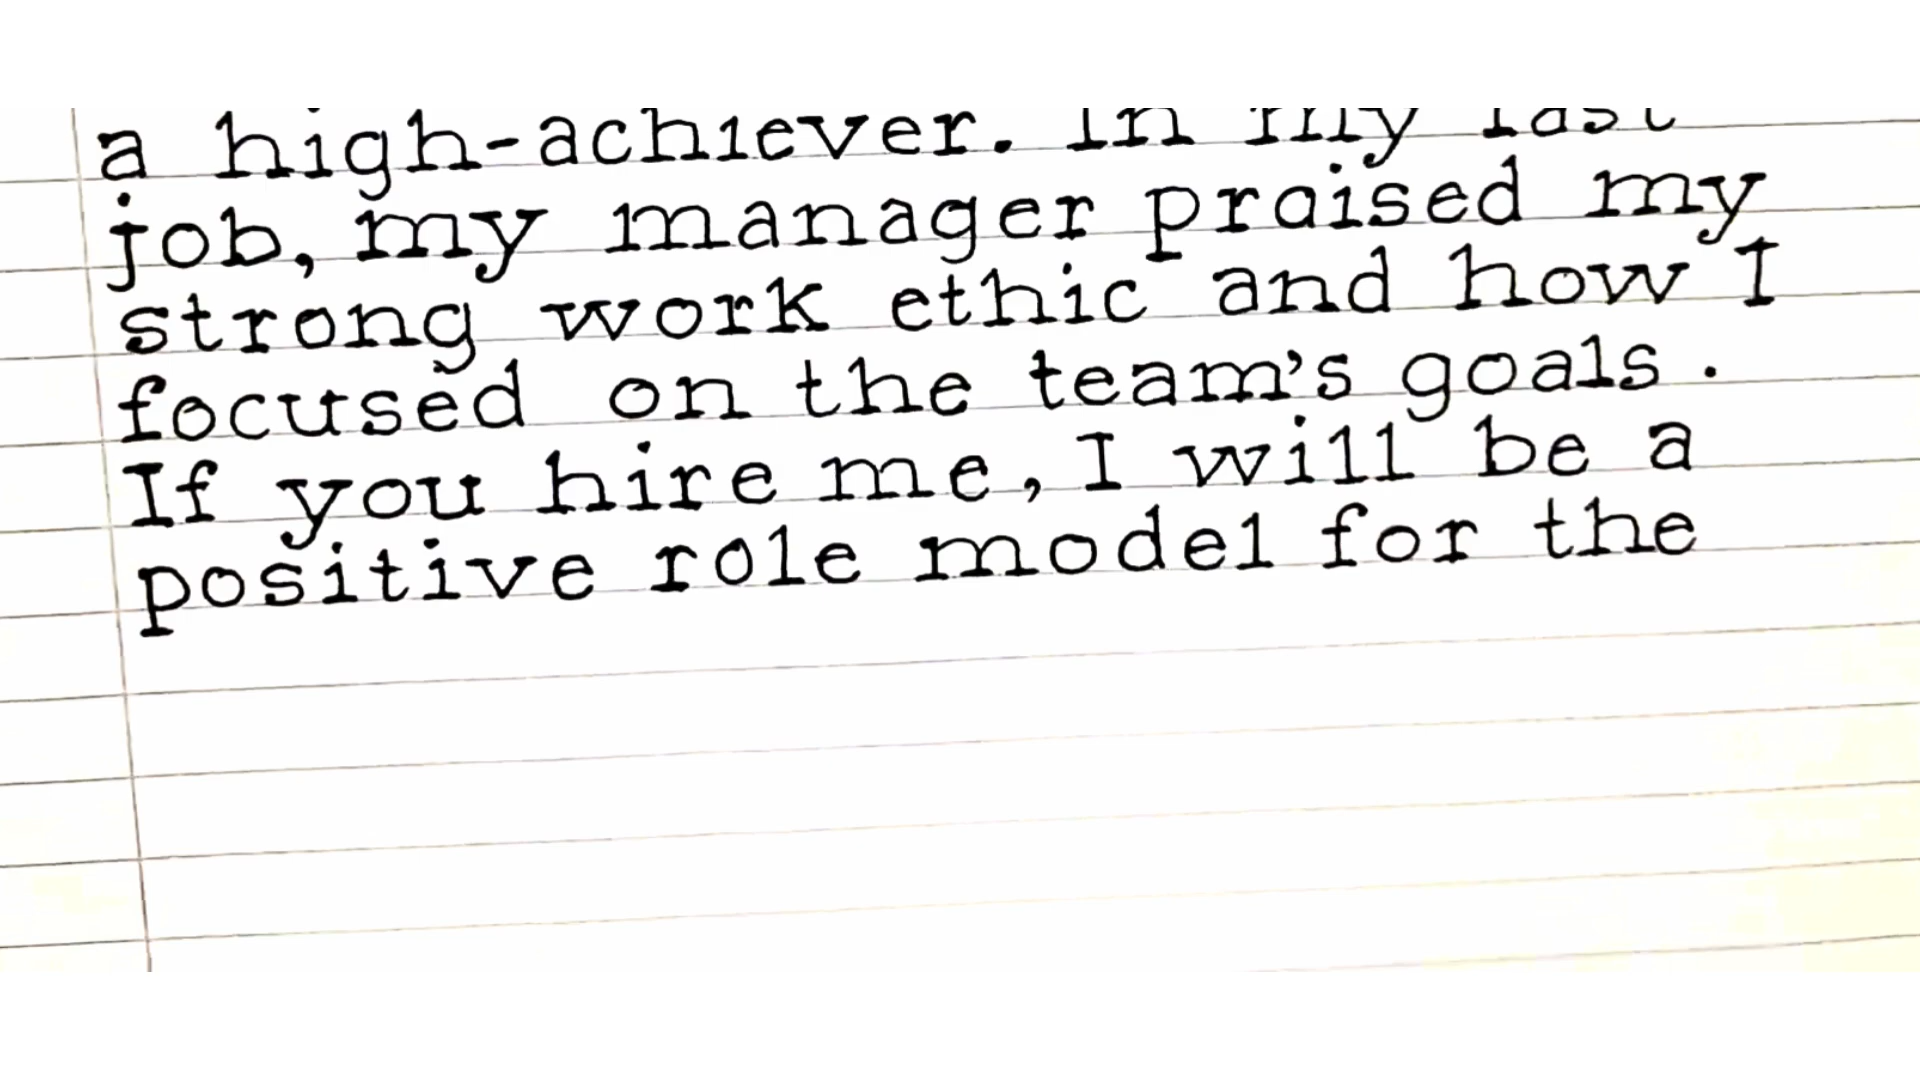 a high-achiever. In my last
job, my manager praised my
strong work ethic and how I
focused on the team's goals.
If you hire me, I will be a
positive role model for the